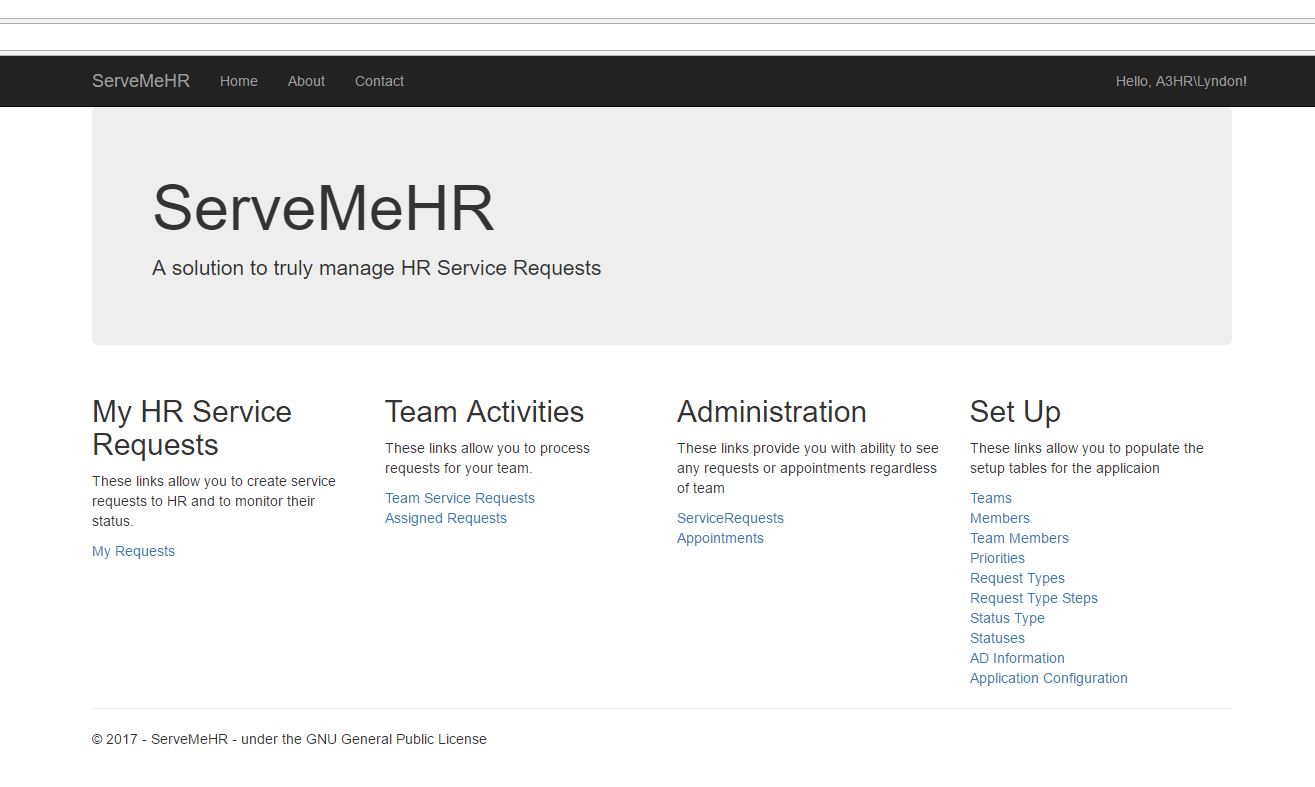 ServeMeHR Home About Contact Hello, A3HR\Lyndon!
ServeMeHR
A solution to truly manage HR Service Requests
My HR Service
Requests
These links allow you to create service
requests to HR and to monitor their
status.
My Requests
Team Activities
These links allow you to process
requests for your team.
Team Service Requests
Assigned Requests
Administration
These links provide you with ability to see
any requests or appointments regardless
of team
ServiceRequests
Appointments
Set Up
These links allow you to populate the
setup tables for the applicaion
Teams
Members
Team Members
Priorities
Request Types
Request Type Steps
Status Type
Statuses
AD Information
Application Configuration
© 2017 - ServeMeHR - under the GNU General Public License